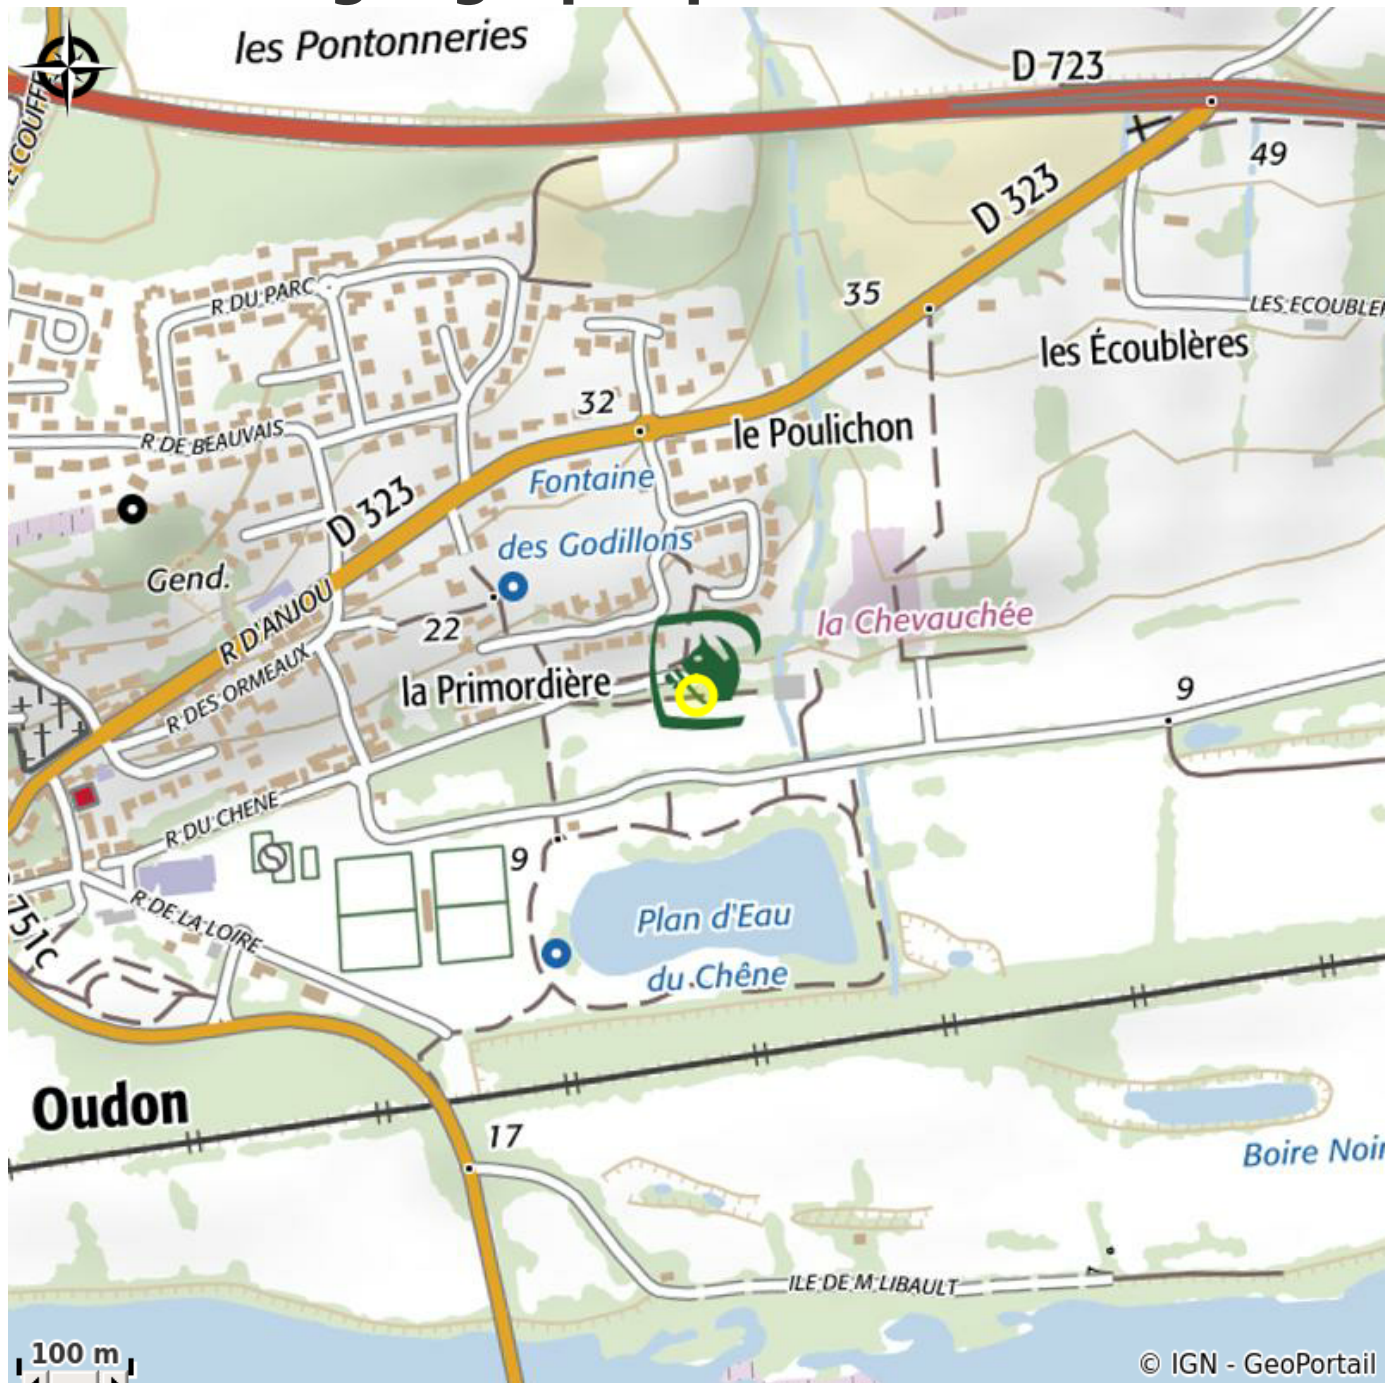 les Pontonneries
D 723
49
D 323
35
R DU PARC
LES ECOUBLER
les Écoublères
32
R DE BEAUVAIS
le Poulichon
Fontaine
D 323
des Godillons
Gend.
R D'ANJOU
22
la Chevauchée
R DES ORMEAUX
la Primordière
9
R DU CHENE
9
R DE LA LOIRE
Plan d'Eau
du Chêne
751C
Oudon
17
Boire Noir
ILE DE M LIBAULT
100 m
© IGN - GeoPortail